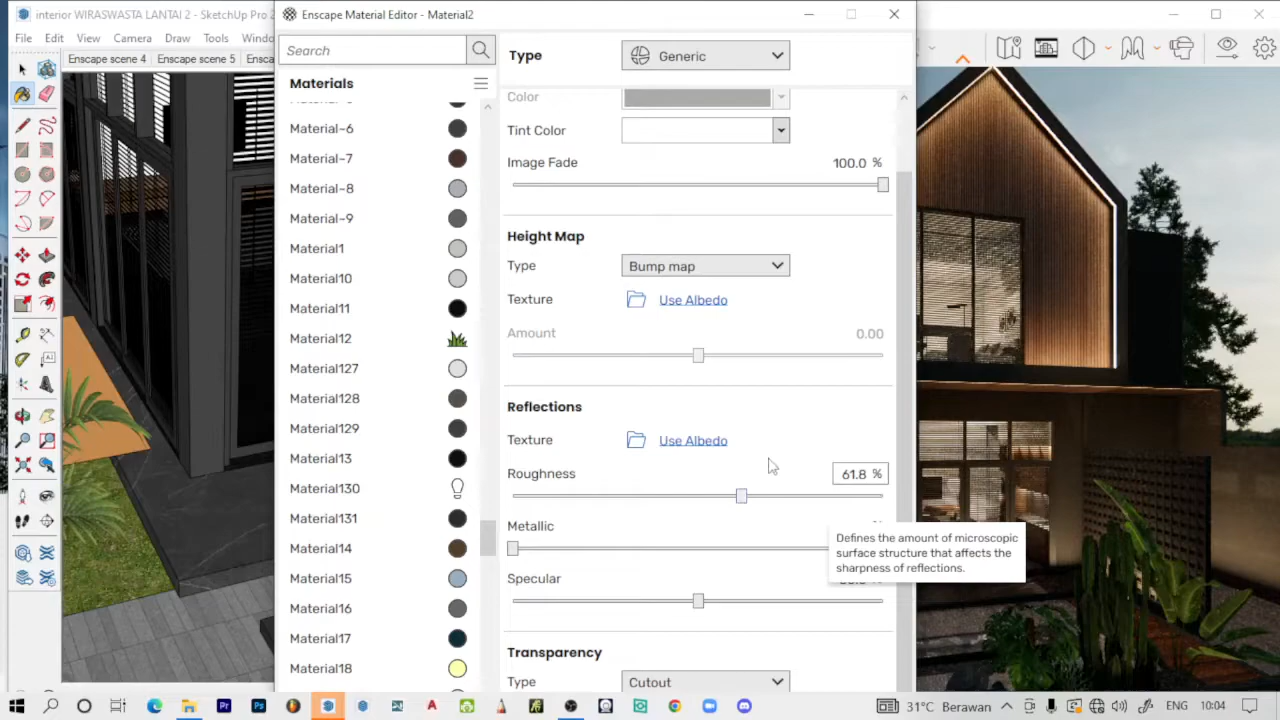 interior WIRASWASTA LANTAI 2 - SketchUp Pro 2
File Edit View Camera Draw Tools Windo
Enscape scene 4 Enscape scene 5 Ensca
Enscape Material Editor - Material2
Search
Materials
Material~6
Material~7
Material~8
Material~9
Material1
Material10
Material11
Material12
Material127
Material128
Material129
Material13
Material130
Material131
Material14
Material15
Material16
Material17
Material18
Type Generic
Color
Tint Color
Image Fade 100.0 %
Height Map
Type Bump map
Texture Use Albedo
Amount 0.00
Reflections
Texture Use Albedo
Roughness 61.8 %
Metallic
Defines the amount of microscopic
surface structure that affects the
sharpness of reflections.
Specular
Transparency
Type Cutout
31°C Berawan ENG 10:04